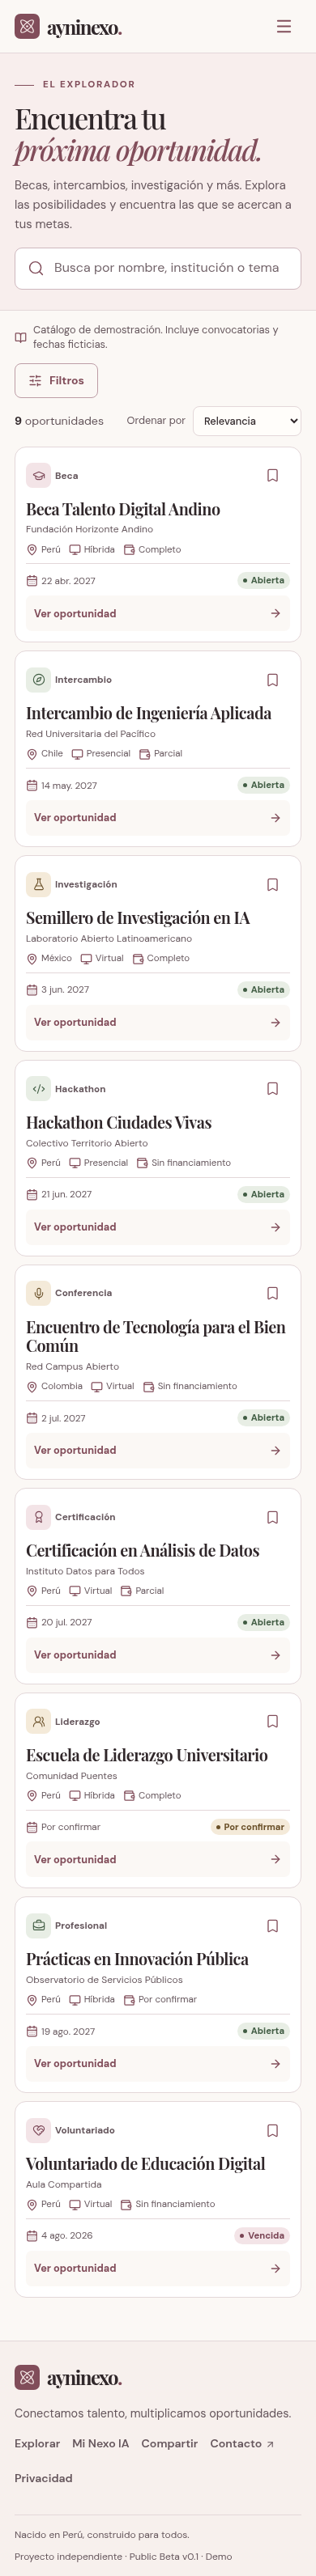 ayninexo.
EL EXPLORADOR
Encuentra tu
próxima oportunidad.
Becas, intercambios, investigación y más. Explora
las posibilidades y encuentra las que se acercan a
tus metas.
Busca por nombre, institución o tema
Catálogo de demostración. Incluye convocatorias y
fechas ficticias.
Filtros
9 oportunidades Ordenar por Relevancia
Beca
Beca Talento Digital Andino
Fundación Horizonte Andino
Perú Híbrida Completo
22 abr. 2027 Abierta
Ver oportunidad
Intercambio
Intercambio de Ingeniería Aplicada
Red Universitaria del Pacífico
Chile Presencial Parcial
14 may. 2027 Abierta
Ver oportunidad
Investigación
Semillero de Investigación en IA
Laboratorio Abierto Latinoamericano
México Virtual Completo
3 jun. 2027 Abierta
Ver oportunidad
Hackathon
Hackathon Ciudades Vivas
Colectivo Territorio Abierto
Perú Presencial Sin financiamiento
21 jun. 2027 Abierta
Ver oportunidad
Conferencia
Encuentro de Tecnología para el Bien
Común
Red Campus Abierto
Colombia Virtual Sin financiamiento
2 jul. 2027 Abierta
Ver oportunidad
Certificación
Certificación en Análisis de Datos
Instituto Datos para Todos
Perú Virtual Parcial
20 jul. 2027 Abierta
Ver oportunidad
Liderazgo
Escuela de Liderazgo Universitario
Comunidad Puentes
Perú Híbrida Completo
Por confirmar Por confirmar
Ver oportunidad
Profesional
Prácticas en Innovación Pública
Observatorio de Servicios Públicos
Perú Híbrida Por confirmar
19 ago. 2027 Abierta
Ver oportunidad
Voluntariado
Voluntariado de Educación Digital
Aula Compartida
Perú Virtual Sin financiamiento
4 ago. 2026 Vencida
Ver oportunidad
ayninexo.
Conectamos talento, multiplicamos oportunidades.
Explorar Mi Nexo IA Compartir Contacto ↗
Privacidad
Nacido en Perú, construido para todos.
Proyecto independiente · Public Beta v0.1 · Demo